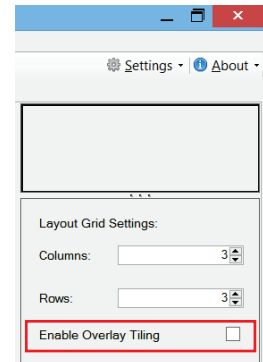 Settings
About
Layout Grid Settings:
Columns: 3
Rows: 3
Enable Overlay Tiling